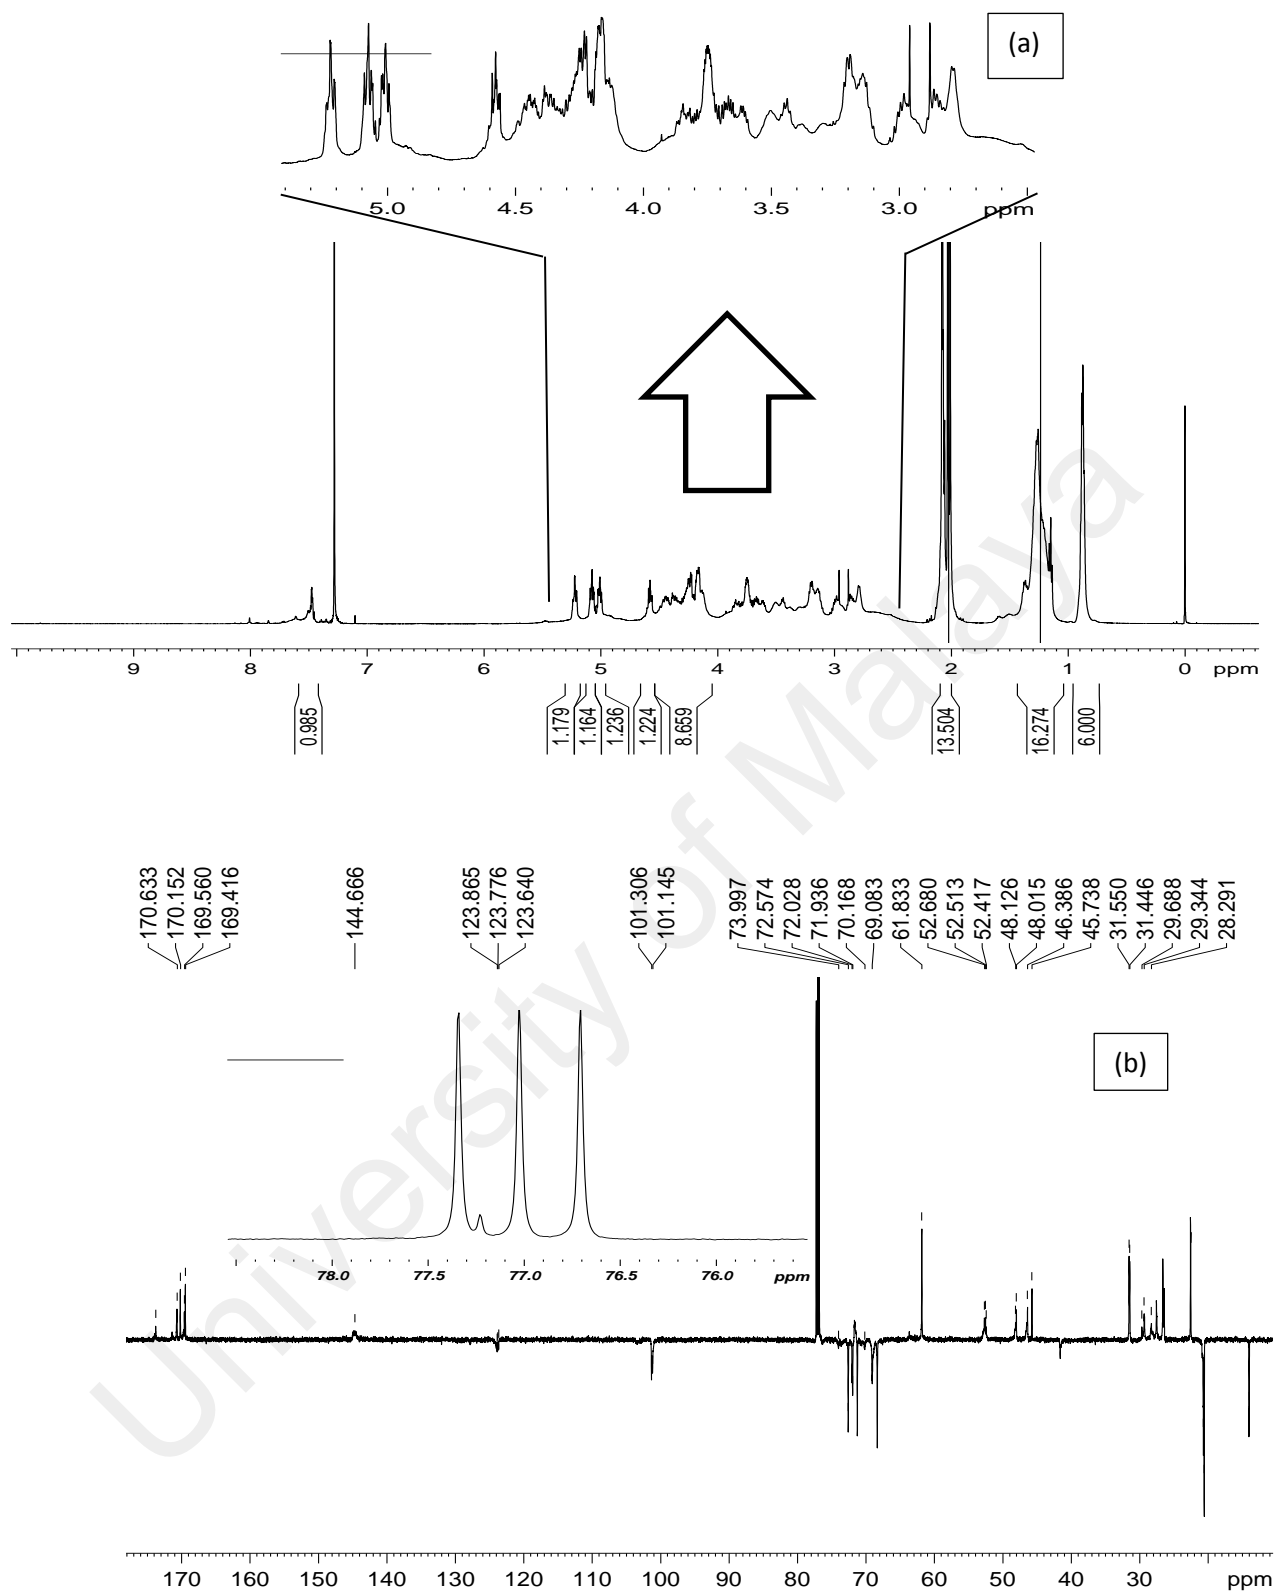 (a)
5.0 4.5 4.0 3.5 3.0 ppm
9 8 7 6 5 4 3 2 1 0 ppm
0.985 1.179 1.164 1.236 1.224 8.659 13.504 16.274 6.000
170.633 170.152 169.560 169.416 144.666 123.865 123.776 123.640 101.306 101.145 73.997 72.574 72.028 71.936 70.168 69.083 61.833 52.680 52.513 52.417 48.126 48.015 46.386 45.738 31.550 31.446 29.688 29.344 28.291
(b)
78.0 77.5 77.0 76.5 76.0 ppm
170 160 150 140 130 120 110 100 90 80 70 60 50 40 30 ppm
University of Malaya